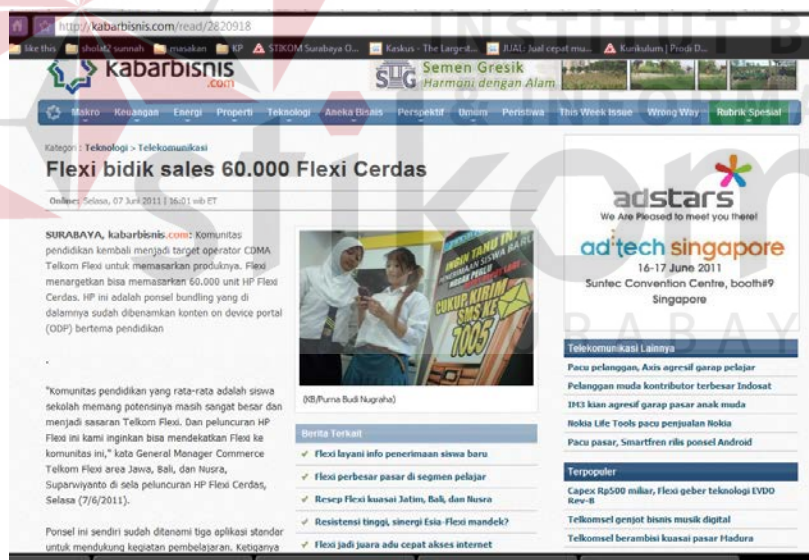 INSTITUT B
http://kabarbisnis.com/read/2820918
like this sholat2 sunnah masakan KP STIKOM Surabaya O... Kaskus - The Largest... JUAL: Jual cepat mu... Kurikulum | Prodi D...
kabarbisnis
.com
SG Semen Gresik
Harmoni dengan Alam
& INFORM
Makro Keuangan Energi Properti Teknologi Aneka Bisnis Perspektif Umum Peristiwa This Week Issue Wrong Way Rubrik Spesial
Kategori : Teknologi > Telekomunikasi
Flexi bidik sales 60.000 Flexi Cerdas
Online: Selasa, 07 Juni 2011 | 16:01 wib ET
SURABAYA, kabarbisnis.com: Komunitas
pendidikan kembali menjadi target operator CDMA
Telkom Flexi untuk memasarkan produknya. Flexi
menargetkan bisa memasarkan 60.000 unit HP Flexi
Cerdas. HP ini adalah ponsel bundling yang di
dalamnya sudah dibenamkan konten on device portal
(ODP) bertema pendidikan
.
"Komunitas pendidikan yang rata-rata adalah siswa
sekolah memang potensinya masih sangat besar dan
menjadi sasaran Telkom Flexi. Dan peluncuran HP
Flexi ini kami inginkan bisa mendekatkan Flexi ke
komunitas ini," kata General Manager Commerce
Telkom Flexi area Jawa, Bali, dan Nusra,
Suparwiyanto di sela peluncuran HP Flexi Cerdas,
Selasa (7/6/2011).
Ponsel ini sendiri sudah ditanami tiga aplikasi standar
untuk mendukung kegiatan pembelajaran. Ketiganya
INGIN TAHU IN
PENERIMAAN SISWA BARU
NGGAK PERLU
CUKUP KIRIM
SMS KE
7005
(KB/Purna Budi Nugraha)
Berita Terkait
Flexi layani info penerimaan siswa baru
Flexi perbesar pasar di segmen pelajar
Resep Flexi kuasai Jatim, Bali, dan Nusra
Resistensi tinggi, sinergi Esia-Flexi mandek?
Flexi jadi juara adu cepat akses internet
adstars
We Are Pleased to meet you there!
ad:tech singapore
16-17 June 2011
Suntec Convention Centre, booth#9
Singapore
stikom
SURABAY
Telekomunikasi Lainnya
Pacu pelanggan, Axis agresif garap pelajar
Pelanggan muda kontributor terbesar Indosat
IM3 kian agresif garap pasar anak muda
Nokia Life Tools pacu penjualan Nokia
Pacu pasar, Smartfren rilis ponsel Android
Terpopuler
Capex Rp500 miliar, Flexi geber teknologi EVDO
Rev-B
Telkomsel genjot bisnis musik digital
Telkomsel berambisi kuasai pasar Madura